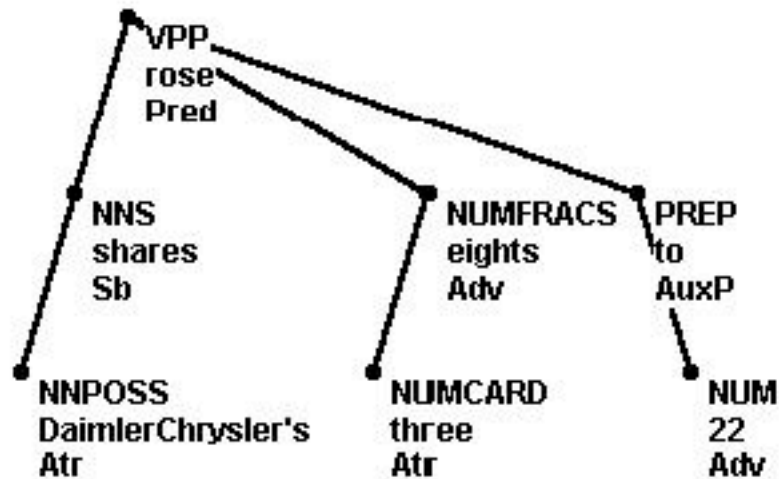 VPP
rose
Pred
NNS
shares
Sb
NUMFRACS
eights
Adv
PREP
to
AuxP
NNPOSS
DaimlerChrysler's
Atr
NUMCARD
three
Atr
NUM
22
Adv